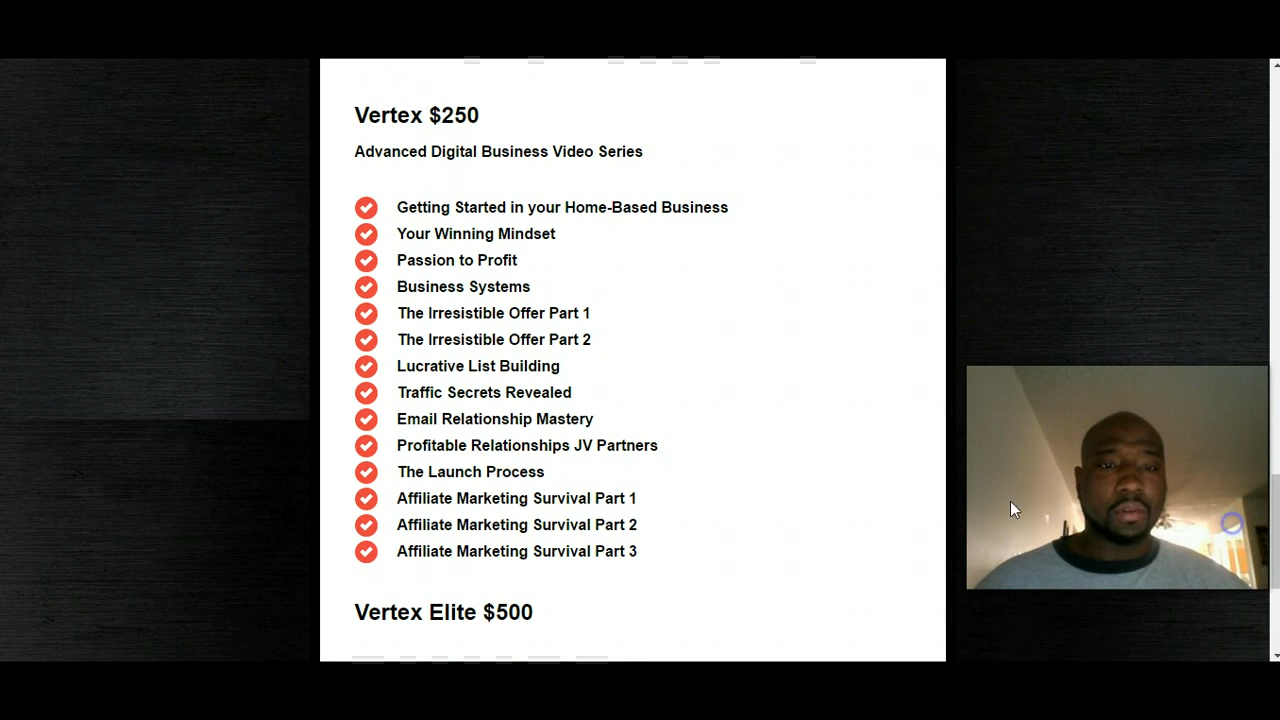 Vertex $250
Advanced Digital Business Video Series
Getting Started in your Home-Based Business
Your Winning Mindset
Passion to Profit
Business Systems
The Irresistible Offer Part 1
The Irresistible Offer Part 2
Lucrative List Building
Traffic Secrets Revealed
Email Relationship Mastery
Profitable Relationships JV Partners
The Launch Process
Affiliate Marketing Survival Part 1
Affiliate Marketing Survival Part 2
Affiliate Marketing Survival Part 3
Vertex Elite $500